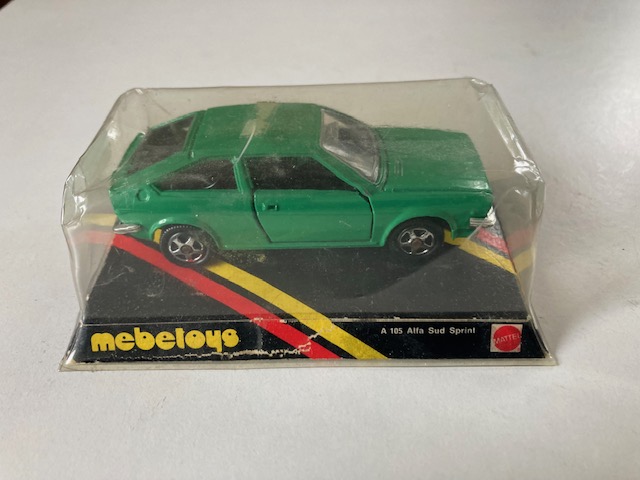 mebetoys
A 105 Alfa Sud Sprint
MATTEL